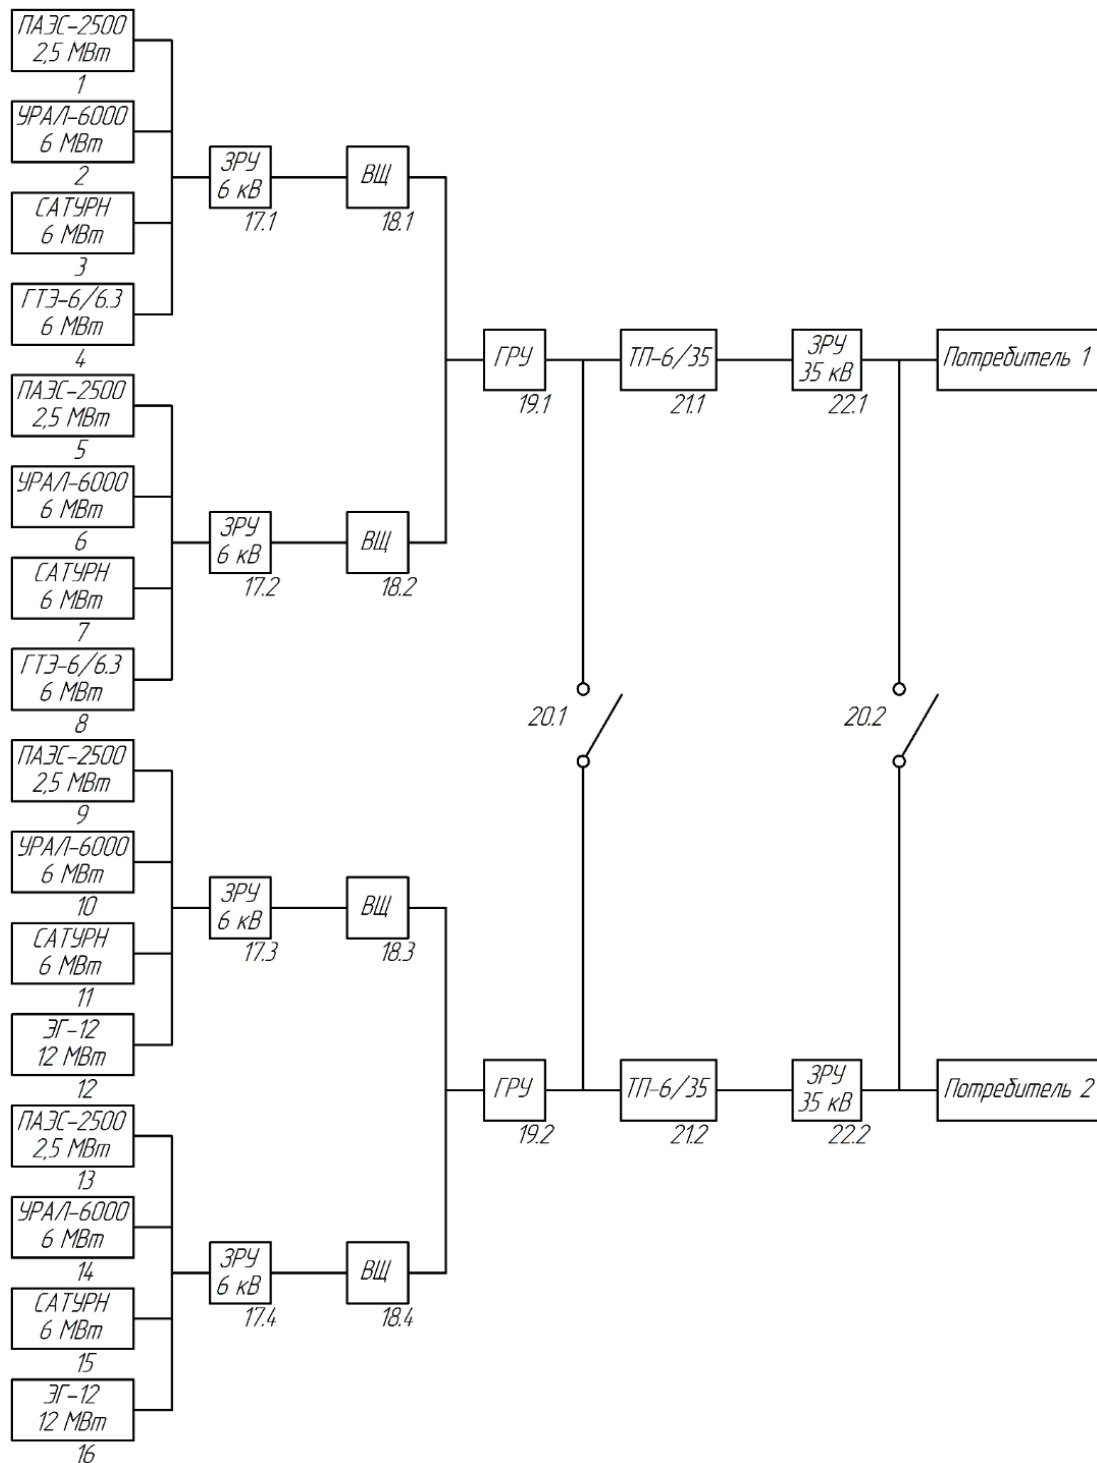 ПАЭС-2500
2,5 МВт
1
УРАЛ-6000
6 МВт
2
САТУРН
6 МВт
3
ГТЭ-6/6.3
6 МВт
4
ЗРУ
6 кВ
17.1
ВЩ
18.1
ПАЭС-2500
2,5 МВт
5
УРАЛ-6000
6 МВт
6
САТУРН
6 МВт
7
ГТЭ-6/6.3
6 МВт
8
ЗРУ
6 кВ
17.2
ВЩ
18.2
ГРУ
19.1
ТП-6/35
21.1
ЗРУ
35 кВ
22.1
Потребитель 1
20.1
20.2
ПАЭС-2500
2,5 МВт
9
УРАЛ-6000
6 МВт
10
САТУРН
6 МВт
11
ЭГ-12
12 МВт
12
ЗРУ
6 кВ
17.3
ВЩ
18.3
ГРУ
19.2
ТП-6/35
21.2
ЗРУ
35 кВ
22.2
Потребитель 2
ПАЭС-2500
2,5 МВт
13
УРАЛ-6000
6 МВт
14
САТУРН
6 МВт
15
ЭГ-12
12 МВт
16
ЗРУ
6 кВ
17.4
ВЩ
18.4